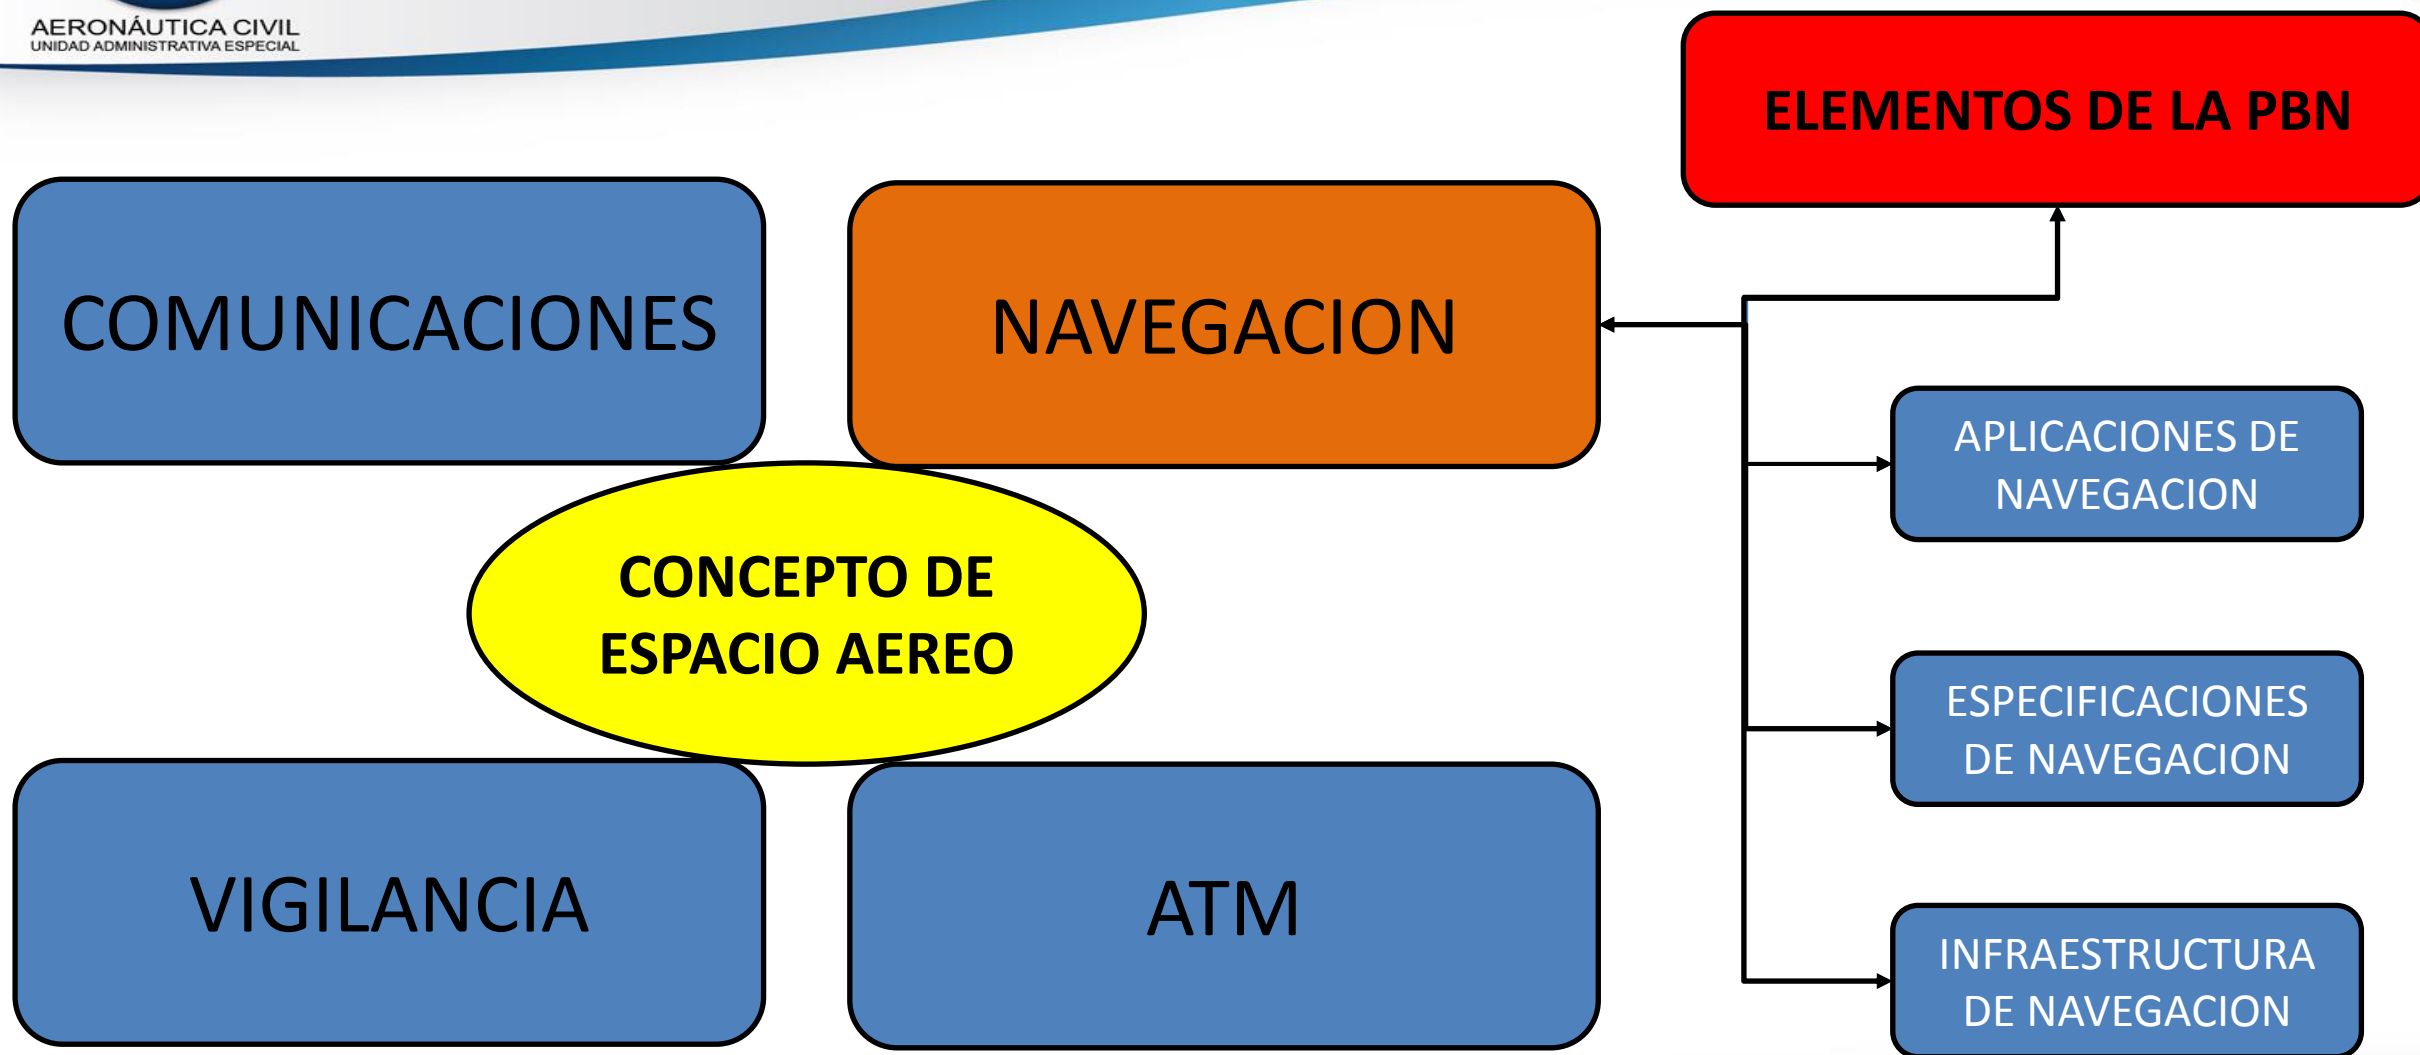 AERONÁUTICA CIVIL
UNIDAD ADMINISTRATIVA ESPECIAL
ELEMENTOS DE LA PBN
COMUNICACIONES
NAVEGACION
APLICACIONES DE
NAVEGACION
CONCEPTO DE
ESPACIO AEREO
ESPECIFICACIONES
DE NAVEGACION
VIGILANCIA
ATM
INFRAESTRUCTURA
DE NAVEGACION